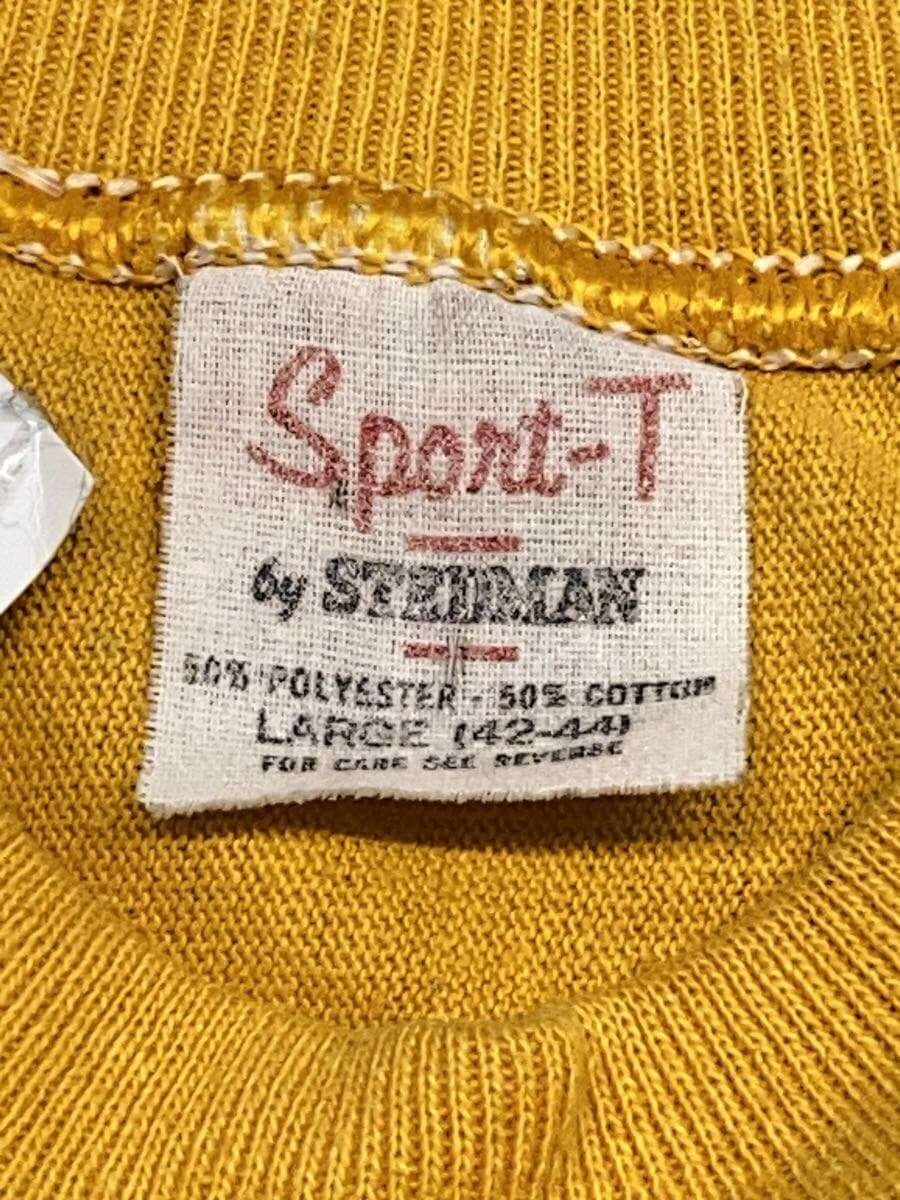 Sport-T
by STEDMAN
50% POLYESTER - 50% COTTON
LARGE (42-44)
FOR CARE SEE REVERSE